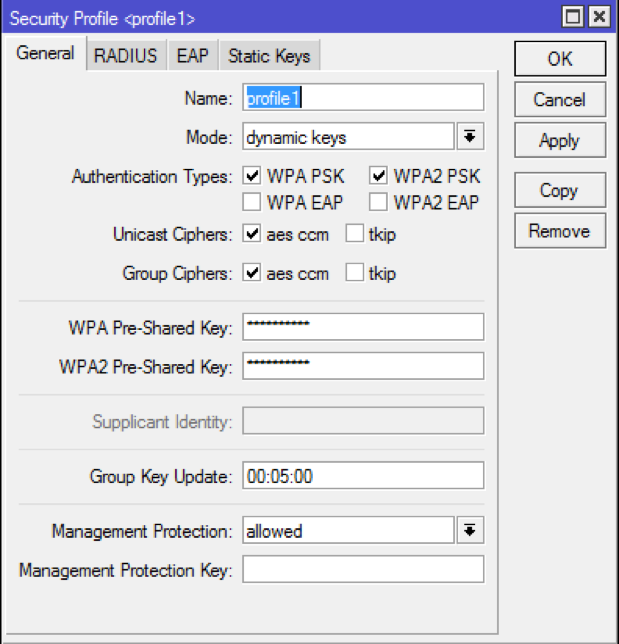 Security Profile <profile1>
General RADIUS EAP Static Keys
OK
Name: profile1
Cancel
Mode: dynamic keys
Apply
Authentication Types: WPA PSK WPA2 PSK
WPA EAP WPA2 EAP
Copy
Unicast Ciphers: aes ccm tkip
Remove
Group Ciphers: aes ccm tkip
WPA Pre-Shared Key: **********
WPA2 Pre-Shared Key: **********
Supplicant Identity:
Group Key Update: 00:05:00
Management Protection: allowed
Management Protection Key: